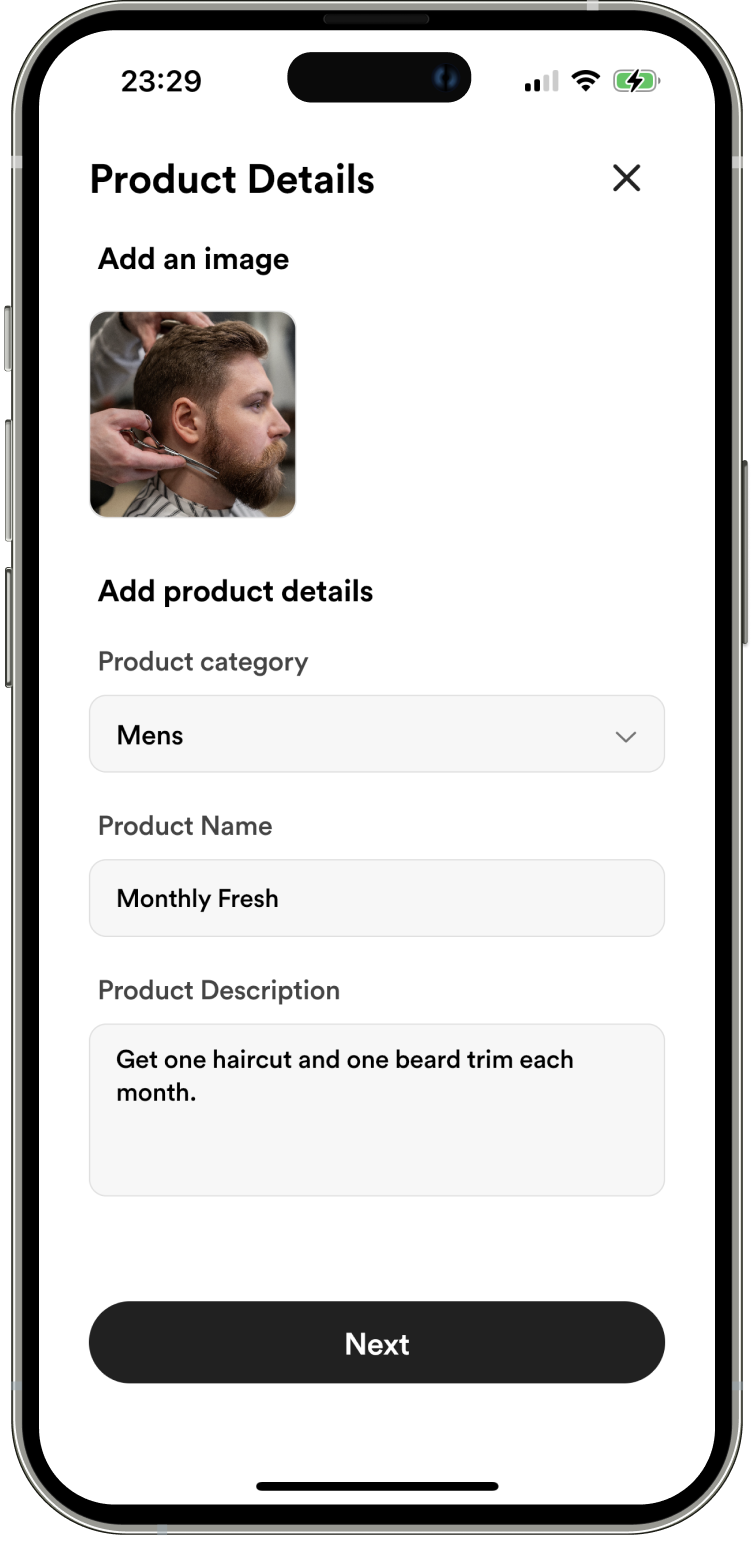 23:29
Product Details
Add an image
Add product details
Product category
Mens
Product Name
Monthly Fresh
Product Description
Get one haircut and one beard trim each
month.
Next